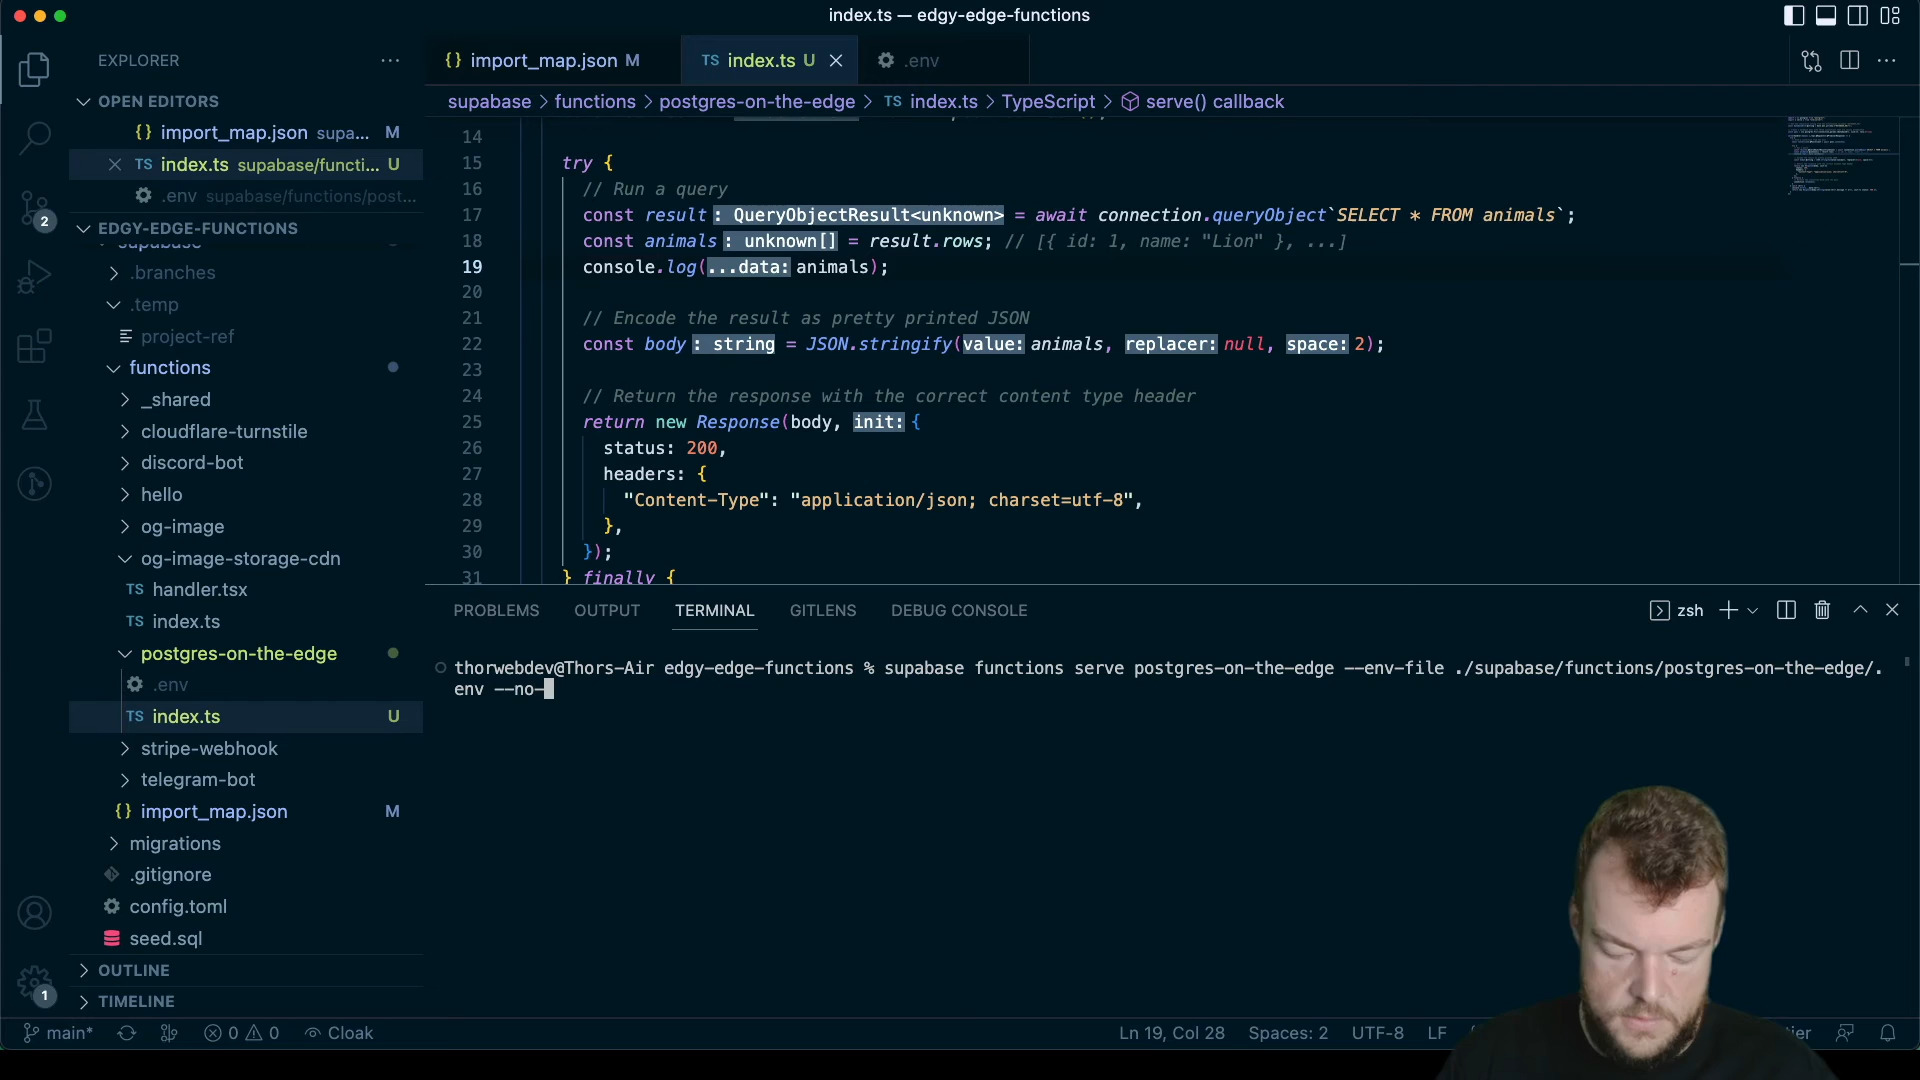 index.ts — edgy-edge-functions
EXPLORER
OPEN EDITORS
{} import_map.json supa... M
TS index.ts supabase/functi... U
.env supabase/functions/post...
EDGY-EDGE-FUNCTIONS
supabase
.branches
.temp
project-ref
functions
_shared
cloudflare-turnstile
discord-bot
hello
og-image
og-image-storage-cdn
TS handler.tsx
TS index.ts
postgres-on-the-edge
.env
TS index.ts U
stripe-webhook
telegram-bot
{} import_map.json M
migrations
.gitignore
config.toml
seed.sql
OUTLINE
TIMELINE
2
1
{} import_map.json M
TS index.ts U
.env
supabase > functions > postgres-on-the-edge > TS index.ts > TypeScript > serve() callback
14
15 try {
16 // Run a query
17 const result: QueryObjectResult<unknown> = await connection.queryObject`SELECT * FROM animals`;
18 const animals: unknown[] = result.rows; // [{ id: 1, name: "Lion" }, ...]
19 console.log(...data: animals);
20
21 // Encode the result as pretty printed JSON
22 const body: string = JSON.stringify(value: animals, replacer: null, space: 2);
23
24 // Return the response with the correct content type header
25 return new Response(body, init: {
26 status: 200,
27 headers: {
28 "Content-Type": "application/json; charset=utf-8",
29 },
30 });
31 } finally {
PROBLEMS OUTPUT TERMINAL GITLENS DEBUG CONSOLE
zsh
thorwebdev@Thors-Air edgy-edge-functions % supabase functions serve postgres-on-the-edge --env-file ./supabase/functions/postgres-on-the-edge/.
env --no-
main* 0 0 Cloak
Ln 19, Col 28 Spaces: 2 UTF-8 LF